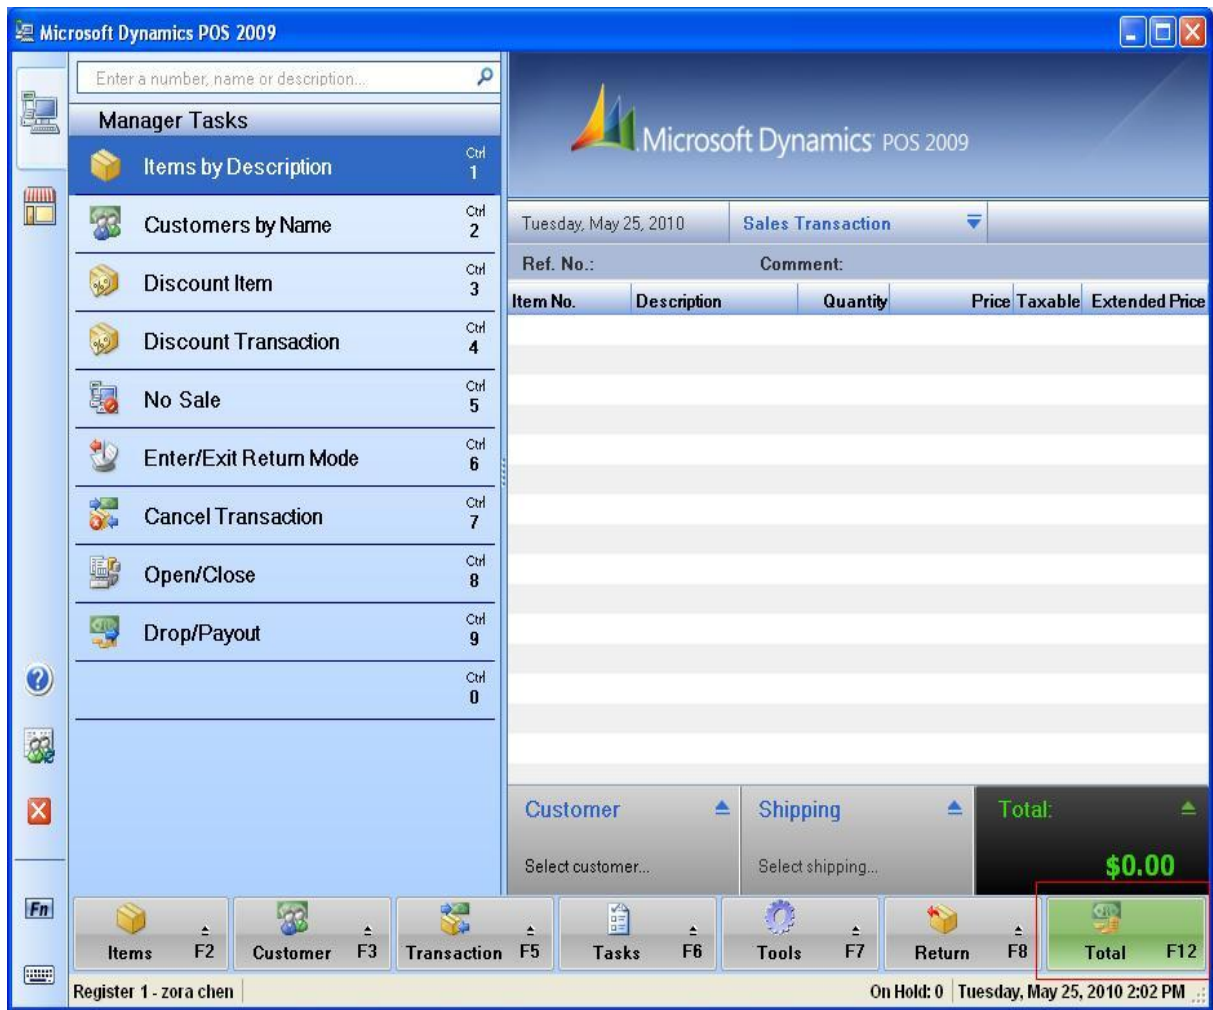 Microsoft Dynamics POS 2009
Enter a number, name or description...
Manager Tasks
Items by Description Ctrl 1
Customers by Name Ctrl 2
Discount Item Ctrl 3
Discount Transaction Ctrl 4
No Sale Ctrl 5
Enter/Exit Return Mode Ctrl 6
Cancel Transaction Ctrl 7
Open/Close Ctrl 8
Drop/Payout Ctrl 9
Ctrl 0
Microsoft Dynamics POS 2009
Tuesday, May 25, 2010 Sales Transaction
Ref. No.: Comment:
Item No. Description Quantity Price Taxable Extended Price
Customer Shipping Total:
Select customer... Select shipping... $0.00
Fn
Items F2 Customer F3 Transaction F5 Tasks F6 Tools F7 Return F8 Total F12
Register 1 - zora chen On Hold: 0 Tuesday, May 25, 2010 2:02 PM